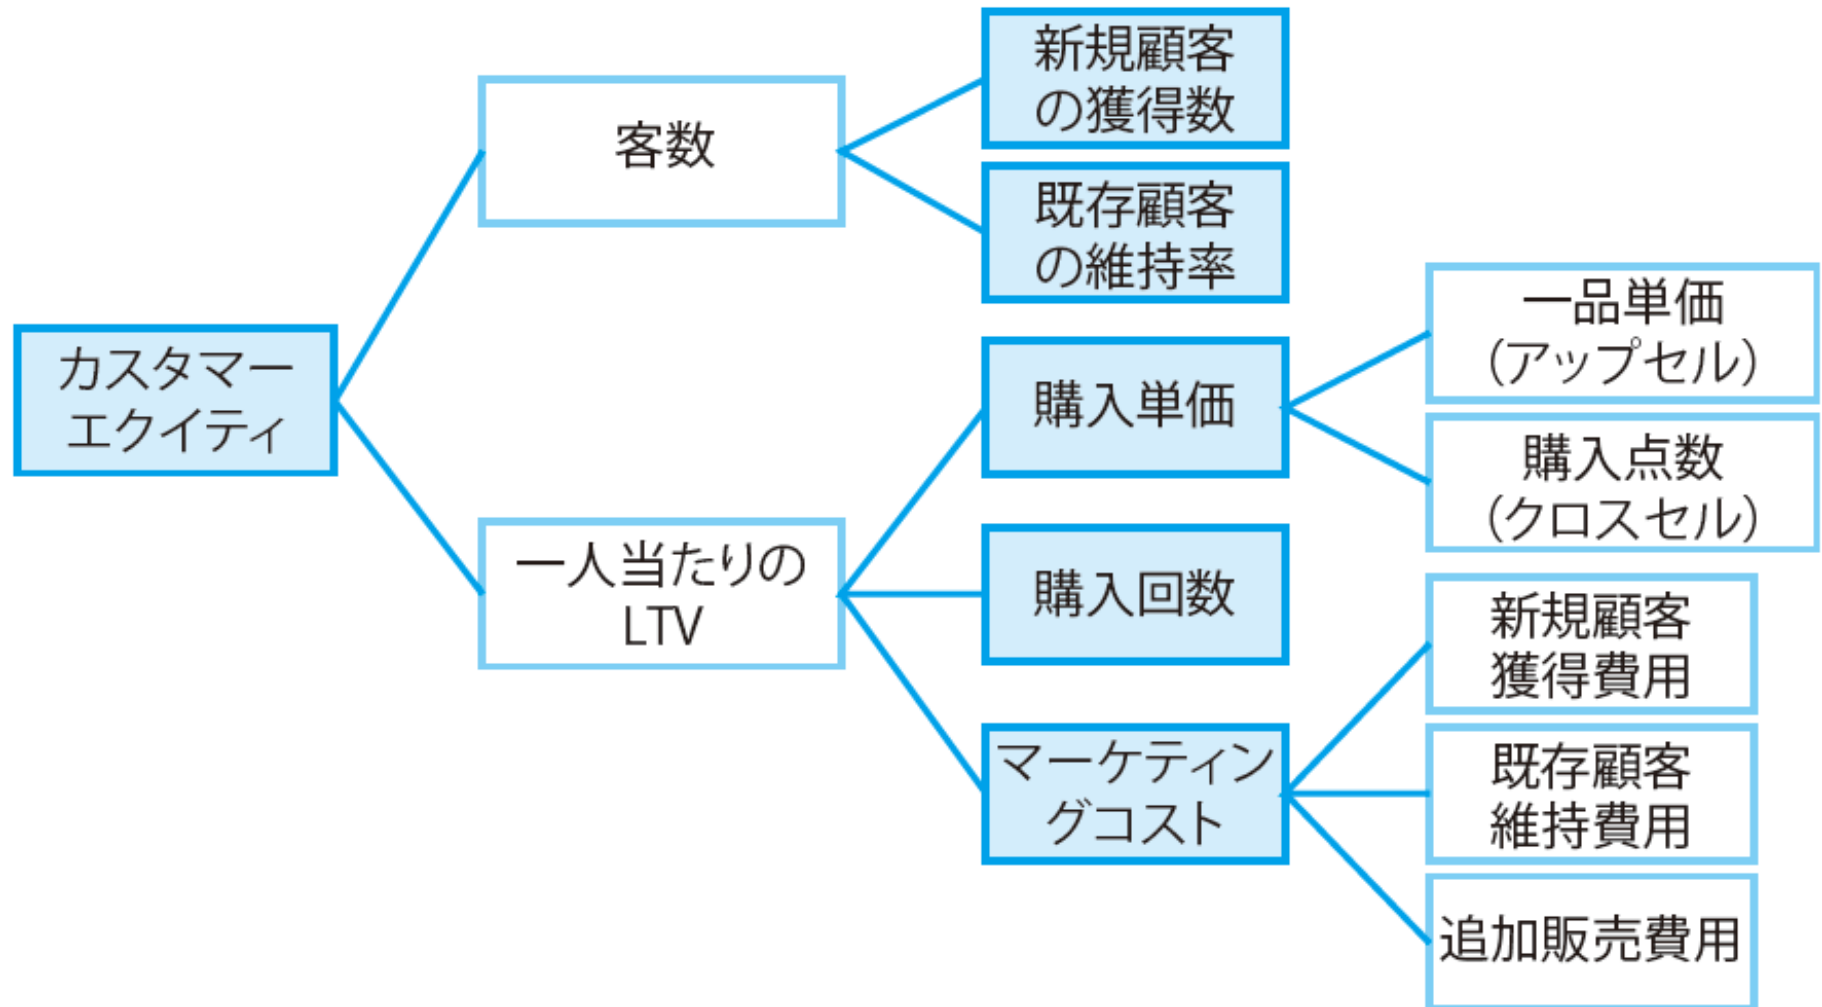 カスタマー
エクイティ
客数
一人当たりの
LTV
新規顧客
の獲得数
既存顧客
の維持率
購入単価
購入回数
マーケティン
グコスト
一品単価
（アップセル）
購入点数
（クロスセル）
新規顧客
獲得費用
既存顧客
維持費用
追加販売費用